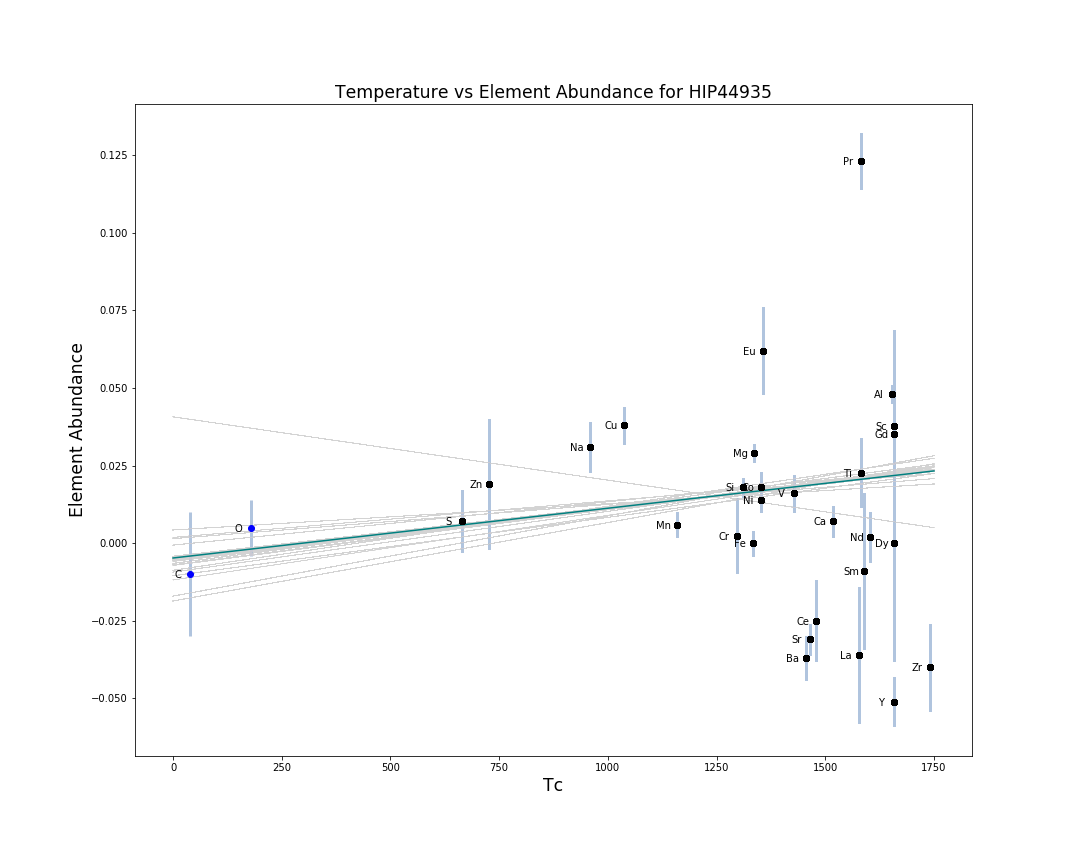 Temperature vs Element Abundance for HIP44935
Element Abundance
0.125
0.100
0.075
0.050
0.025
0.000
−0.025
−0.050
Pr
Eu
Al
Cu
Sc
Gd
Na
Mg
Ti
Zn
Si
Co
V
Ni
S
Ca
O
Mn
Cr
Nd
Fe
Dy
Sm
C
Ce
Sr
La
Ba
Zr
Y
0
250
500
750
1000
1250
1500
1750
Tc